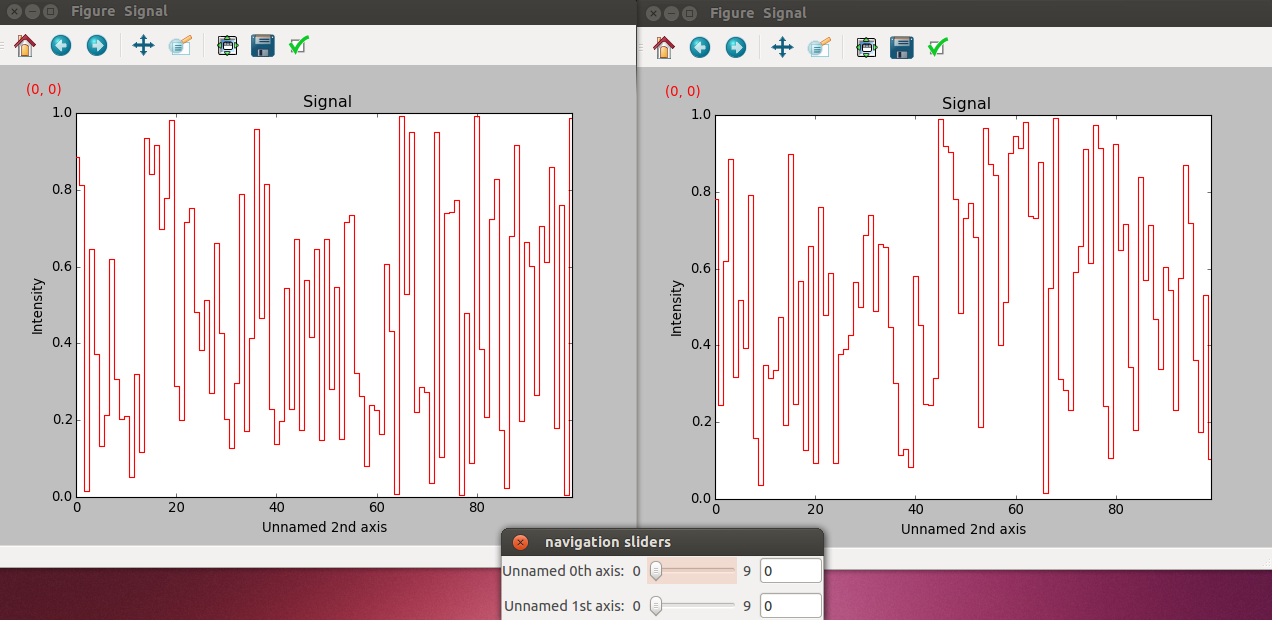 Figure Signal
(0, 0)
Signal
1.0
0.8
0.6
0.4
0.2
0.0
Intensity
0 20 40 60 80
Unnamed 2nd axis
Figure Signal
(0, 0)
Signal
1.0
0.8
0.6
0.4
0.2
0.0
Intensity
0 20 40 60 80
Unnamed 2nd axis
navigation sliders
Unnamed 0th axis: 0 9 0
Unnamed 1st axis: 0 9 0